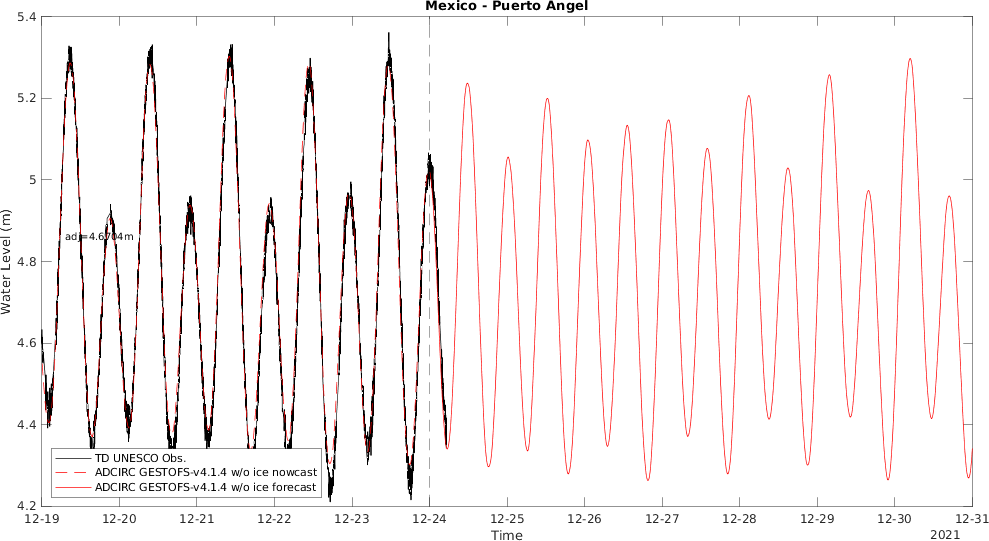 Mexico - Puerto Angel
Water Level (m)
5.4
5.2
5
4.8
4.6
4.4
4.2
adj=4.6704m
TD UNESCO Obs.
ADCIRC GESTOFS-v4.1.4 w/o ice nowcast
ADCIRC GESTOFS-v4.1.4 w/o ice forecast
12-19 12-20 12-21 12-22 12-23 12-24 12-25 12-26 12-27 12-28 12-29 12-30 12-31
Time
2021